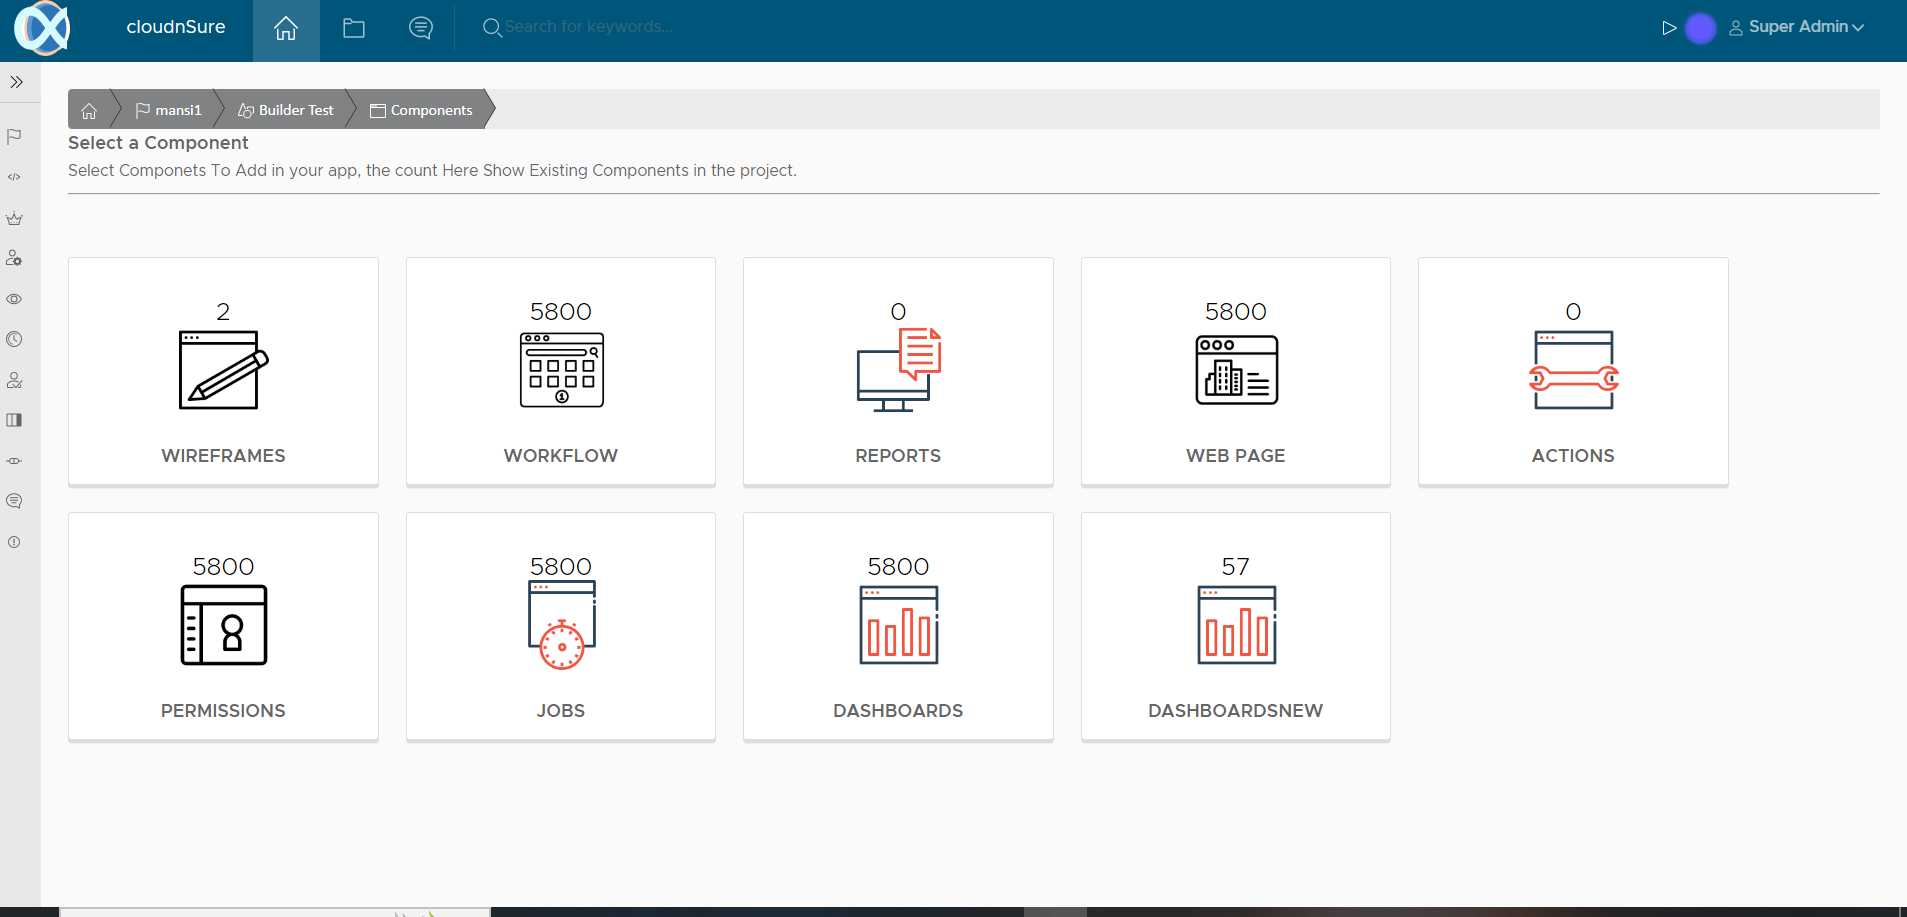 cloudnSure
Search for keywords...
Super Admin
mansi1
Builder Test
Components
Select a Component
Select Componets To Add in your app, the count Here Show Existing Components in the project.
2
WIREFRAMES
5800
WORKFLOW
0
REPORTS
5800
WEB PAGE
0
ACTIONS
5800
PERMISSIONS
5800
JOBS
5800
DASHBOARDS
57
DASHBOARDSNEW